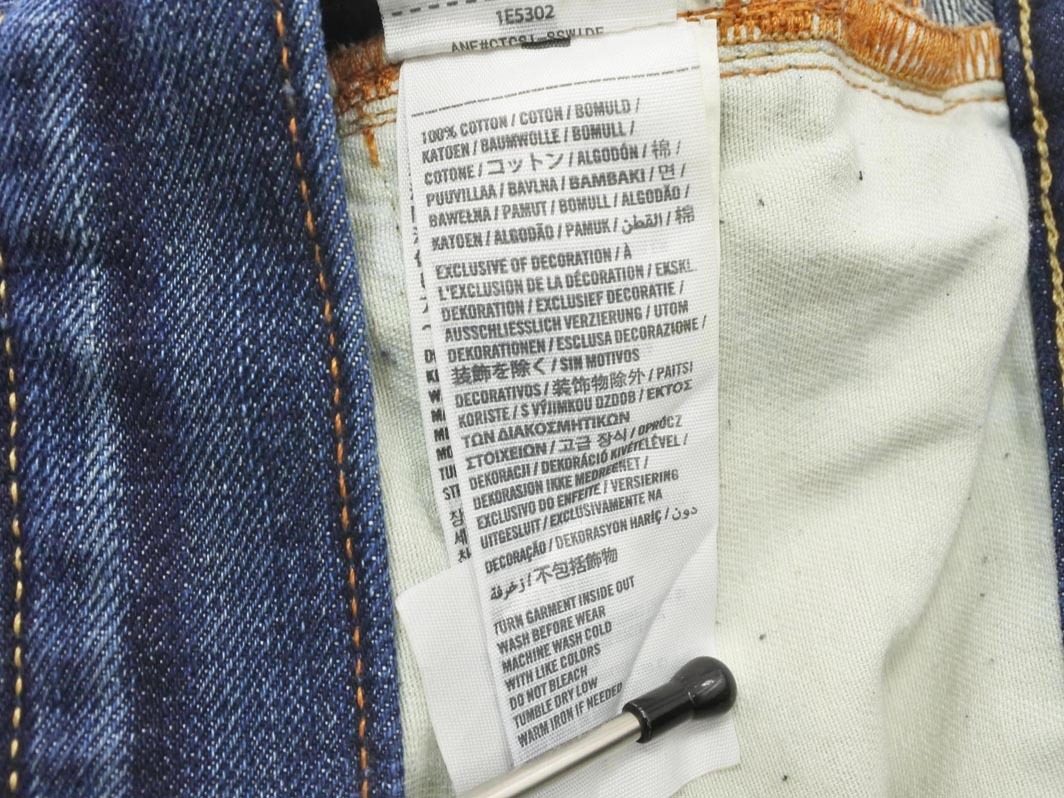 1E5302
100% COTTON / COTON / BOMULD /
KATOEN / BAUMWOLLE / BOMULL /
COTONE / コットン / ALGODÓN / 棉 /
PUUVILLAA / BAVLNA / BAMBAKI / 면 /
BAWEŁNA / PAMUT / BOMULL / ALGODÃO /
KATOEN / ALGODÃO / PAMUK / القطن / 棉
EXCLUSIVE OF DECORATION / À
L'EXCLUSION DE LA DÉCORATION / EKSKL.
DEKORATION / EXCLUSIEF DECORATIE /
AUSSCHLIESSLICH VERZIERUNG / UTOM
DEKORATIONEN / ESCLUSA DECORAZIONE /
装飾を除く / SIN MOTIVOS
DECORATIVOS / 装饰物除外 / PAITSI
KORISTE / S VÝJIMKOU OZDOB / ΕΚΤΟΣ
ΤΩΝ ΔΙΑΚΟΣΜΗΤΙΚΩΝ
ΣΤΟΙΧΕΙΩΝ / 고급 장식 / OPRÓCZ
DEKORACJI / DEKORÁCIÓ KIVÉTELÉVEL /
DEKORASJON IKKE MEDREGNET /
EXCLUSIVO DO ENFEITE / VERSIERING
UITGESLUIT / EXCLUSIVAMENTE NA
DECORAÇÃO / DEKORASYON HARİÇ / دون
زخرفة / 不包括飾物
TURN GARMENT INSIDE OUT
WASH BEFORE WEAR
MACHINE WASH COLD
WITH LIKE COLORS
DO NOT BLEACH
TUMBLE DRY LOW
WARM IRON IF NEEDED